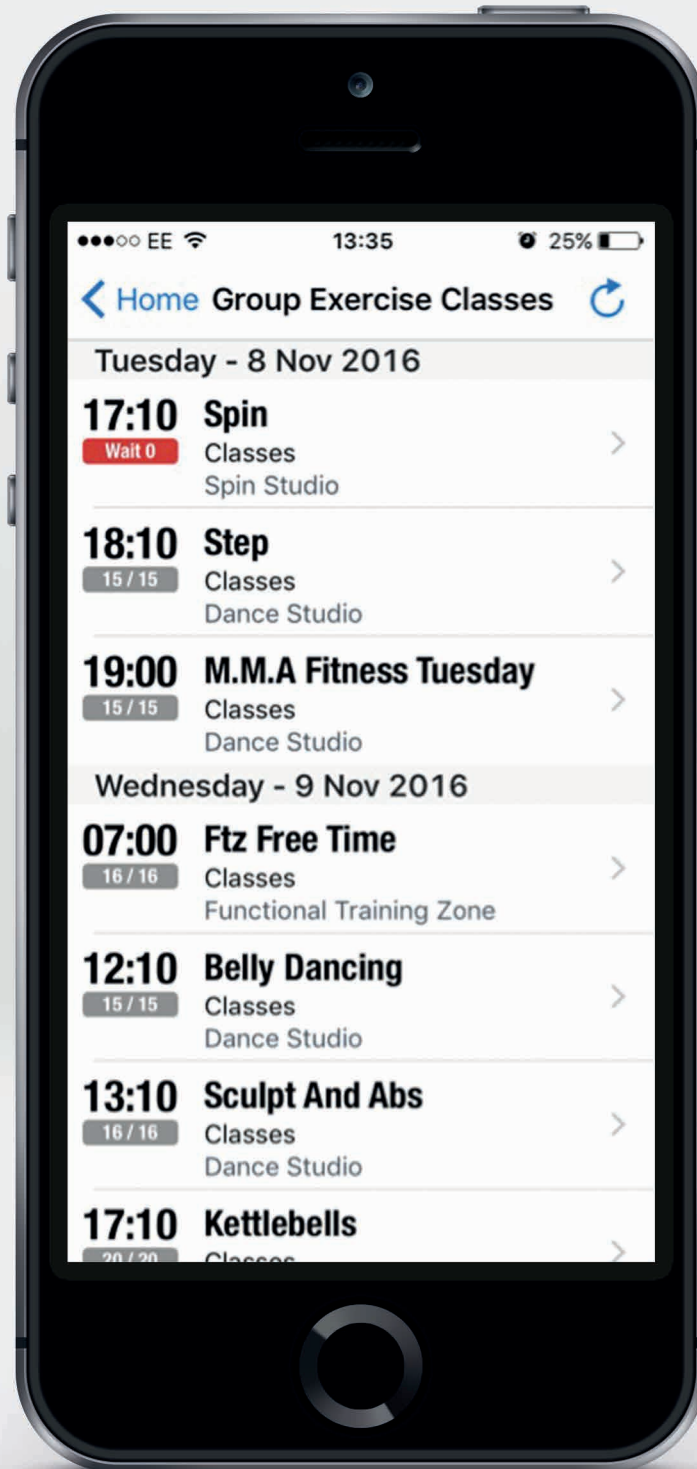 EE 13:35 25%
Home Group Exercise Classes
Tuesday - 8 Nov 2016
17:10 Spin
Wait 0 Classes
Spin Studio
18:10 Step
15 / 15 Classes
Dance Studio
19:00 M.M.A Fitness Tuesday
15 / 15 Classes
Dance Studio
Wednesday - 9 Nov 2016
07:00 Ftz Free Time
16 / 16 Classes
Functional Training Zone
12:10 Belly Dancing
15 / 15 Classes
Dance Studio
13:10 Sculpt And Abs
16 / 16 Classes
Dance Studio
17:10 Kettlebells
20 / 20 Classes